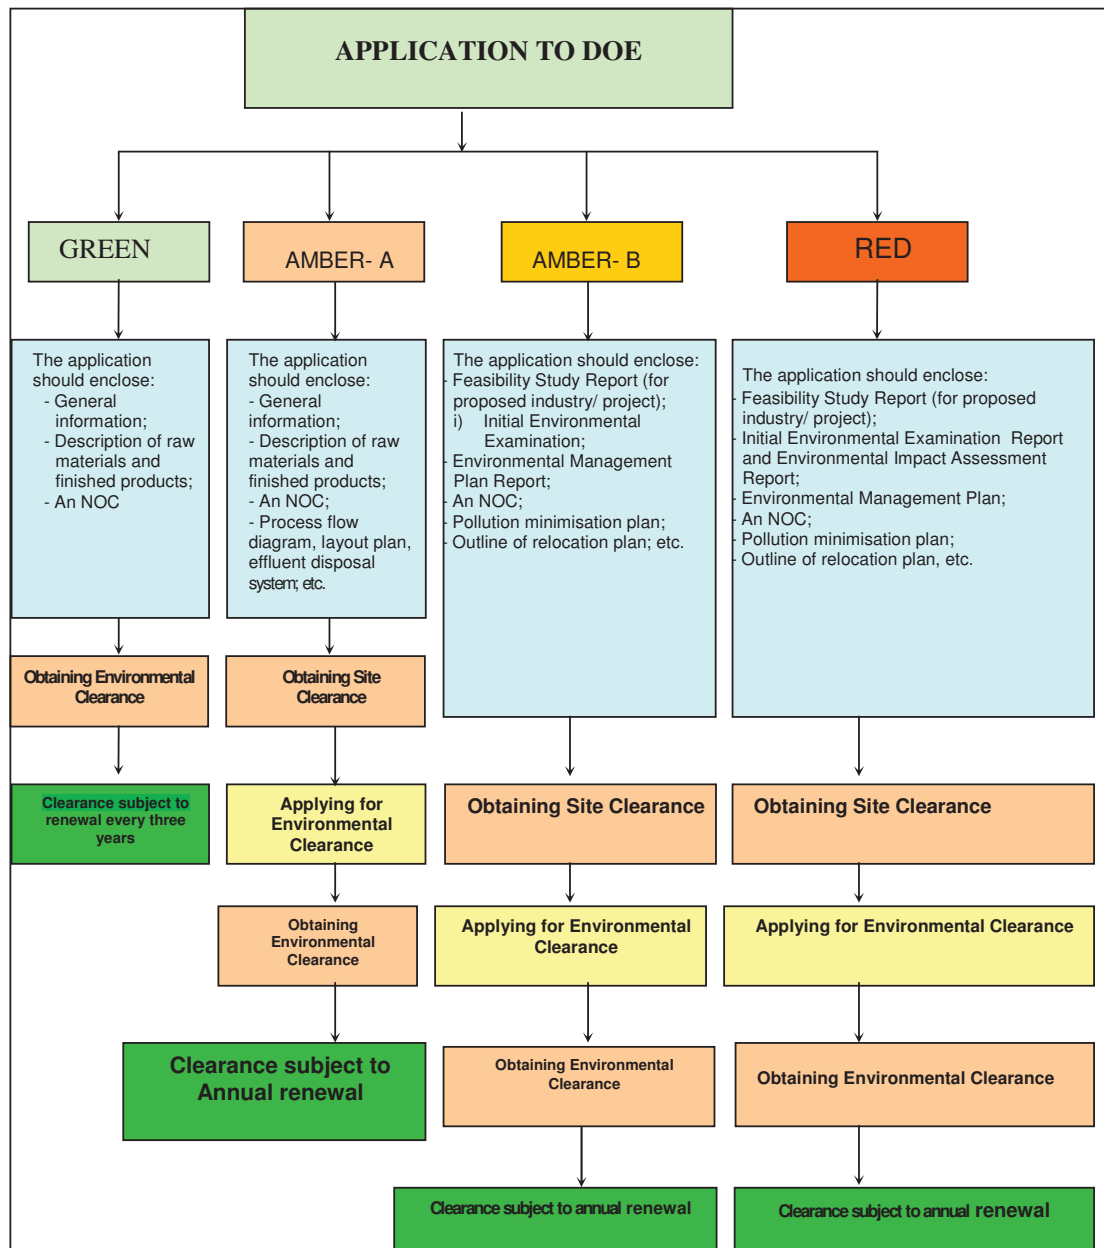 APPLICATION TO DOE
GREEN
AMBER- A
AMBER- B
RED
The application
should enclose:
- General
information;
- Description of raw
materials and
finished products;
- An NOC
The application
should enclose:
- General
information;
- Description of raw
materials and
finished products;
- An NOC;
- Process flow
diagram, layout plan,
effluent disposal
system; etc.
The application should enclose:
- Feasibility Study Report (for
proposed industry/ project);
i) Initial Environmental
Examination;
- Environmental Management
Plan Report;
- An NOC;
- Pollution minimisation plan;
- Outline of relocation plan; etc.
The application should enclose:
- Feasibility Study Report (for proposed
industry/ project);
- Initial Environmental Examination Report
and Environmental Impact Assessment
Report;
- Environmental Management Plan;
- An NOC;
- Pollution minimisation plan;
- Outline of relocation plan, etc.
Obtaining Environmental
Clearance
Obtaining Site
Clearance
Clearance subject to
renewal every three
years
Applying for
Environmental
Clearance
Obtaining Site Clearance
Obtaining Site Clearance
Obtaining
Environmental
Clearance
Applying for Environmental
Clearance
Applying for Environmental Clearance
Clearance subject to
Annual renewal
Obtaining Environmental
Clearance
Obtaining Environmental Clearance
Clearance subject to annual renewal
Clearance subject to annual renewal